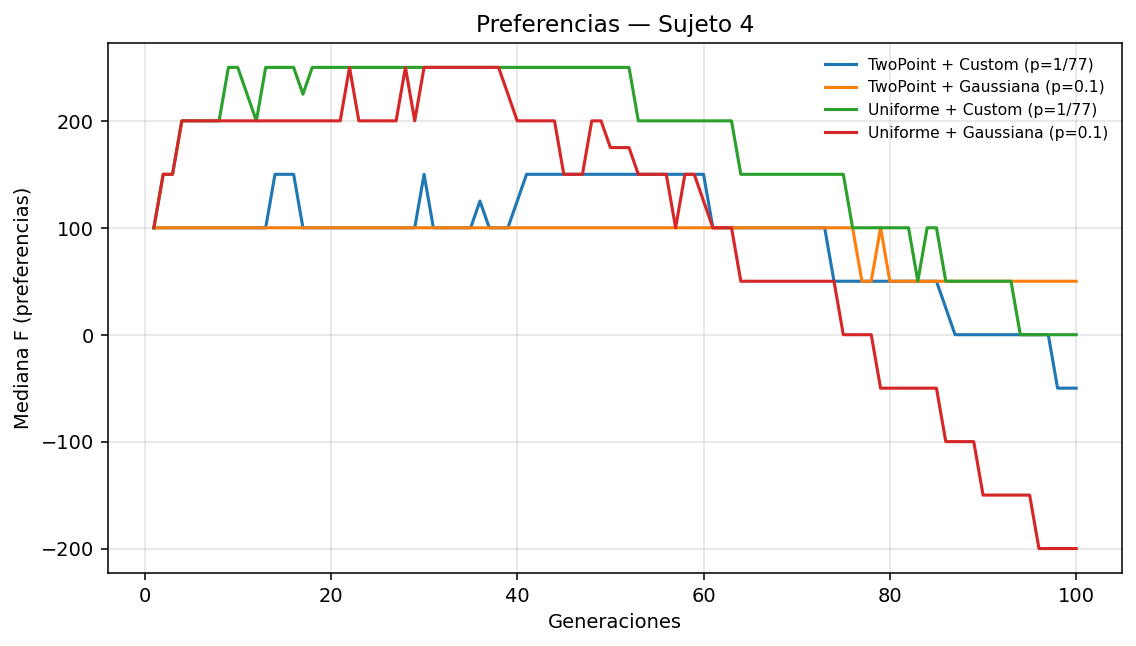 Preferencias — Sujeto 4
TwoPoint + Custom (p=1/77)
TwoPoint + Gaussiana (p=0.1)
Uniforme + Custom (p=1/77)
Uniforme + Gaussiana (p=0.1)
Mediana F (preferencias)
200
100
0
−100
−200
0 20 40 60 80 100
Generaciones